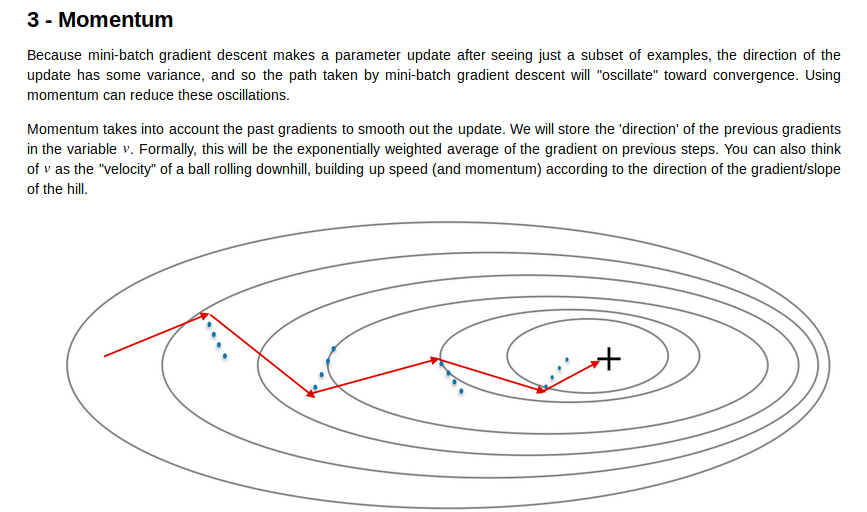 3 - Momentum
Because mini-batch gradient descent makes a parameter update after seeing just a subset of examples, the direction of the
update has some variance, and so the path taken by mini-batch gradient descent will "oscillate" toward convergence. Using
momentum can reduce these oscillations.
Momentum takes into account the past gradients to smooth out the update. We will store the 'direction' of the previous gradients
in the variable v. Formally, this will be the exponentially weighted average of the gradient on previous steps. You can also think
of v as the "velocity" of a ball rolling downhill, building up speed (and momentum) according to the direction of the gradient/slope
of the hill.